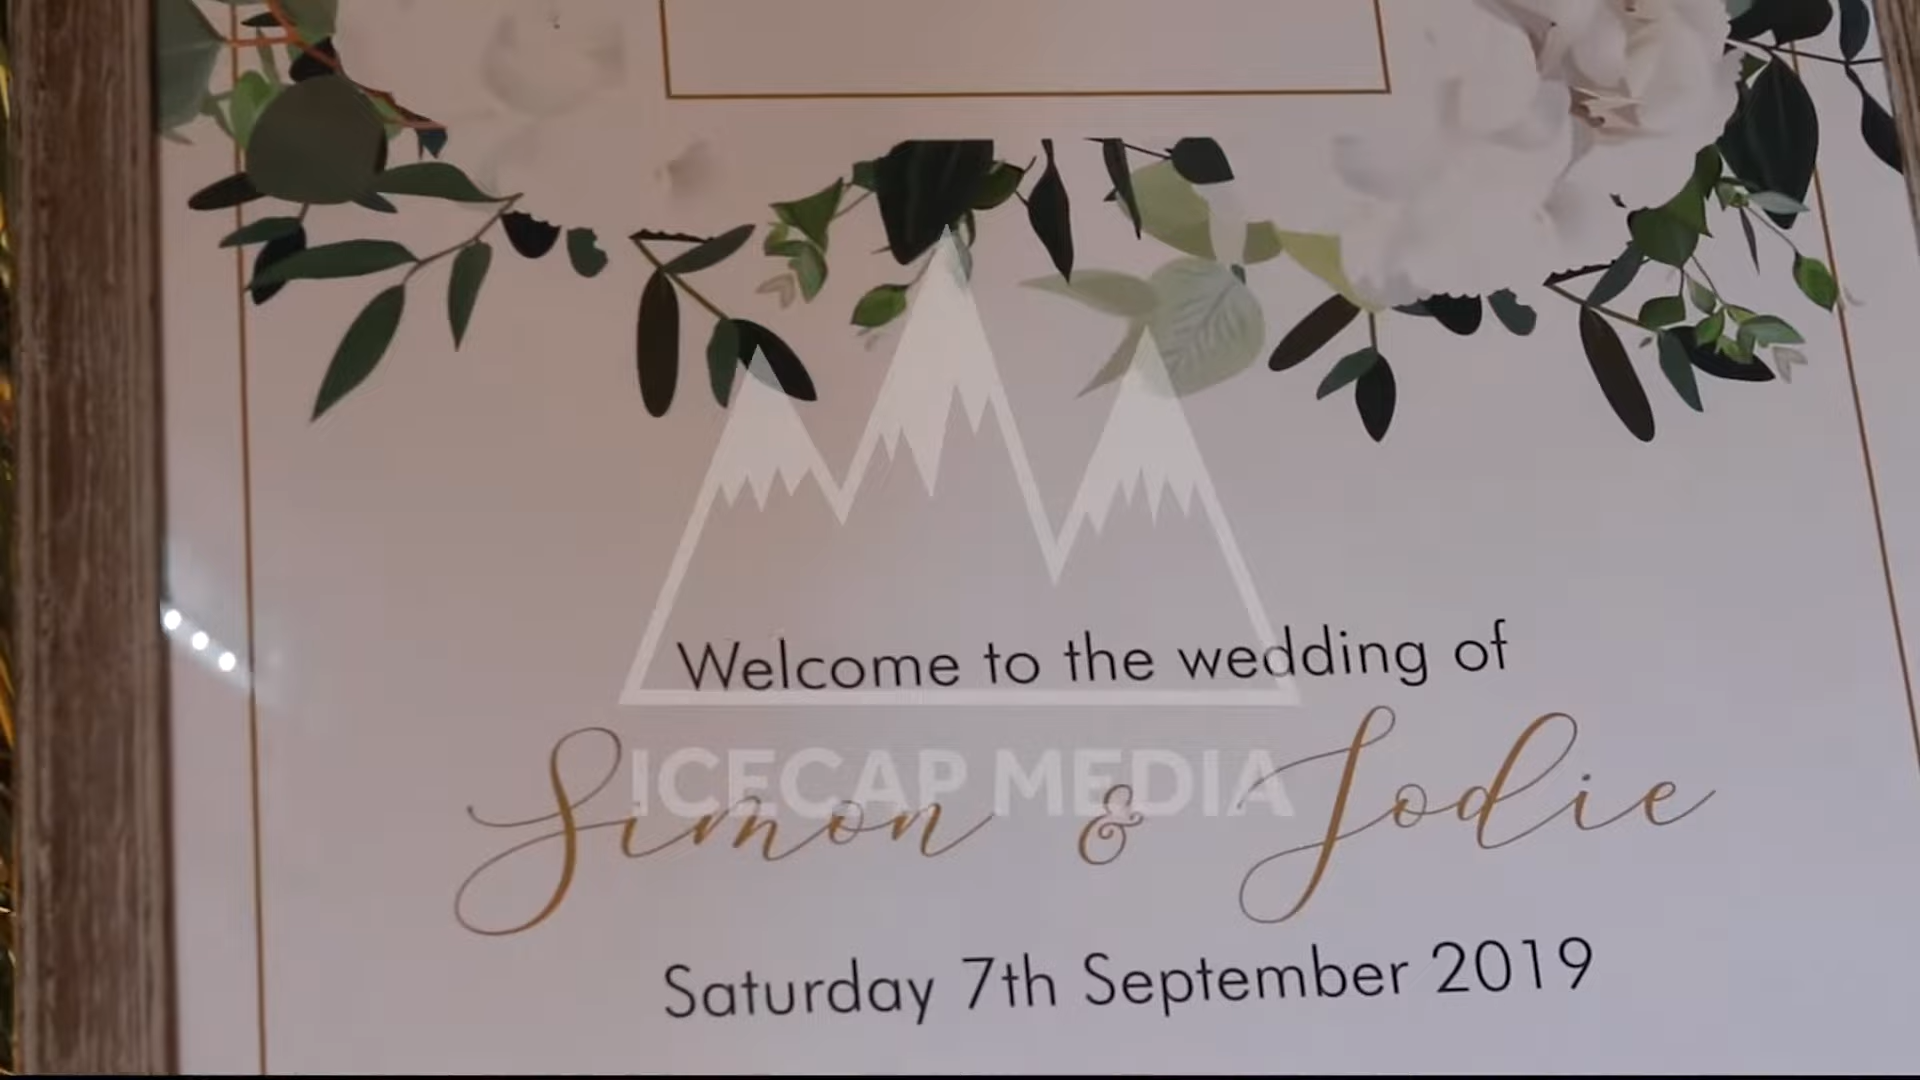 Welcome to the wedding of
ICECAP MEDIA
Simon & Jodie
Saturday 7th September 2019